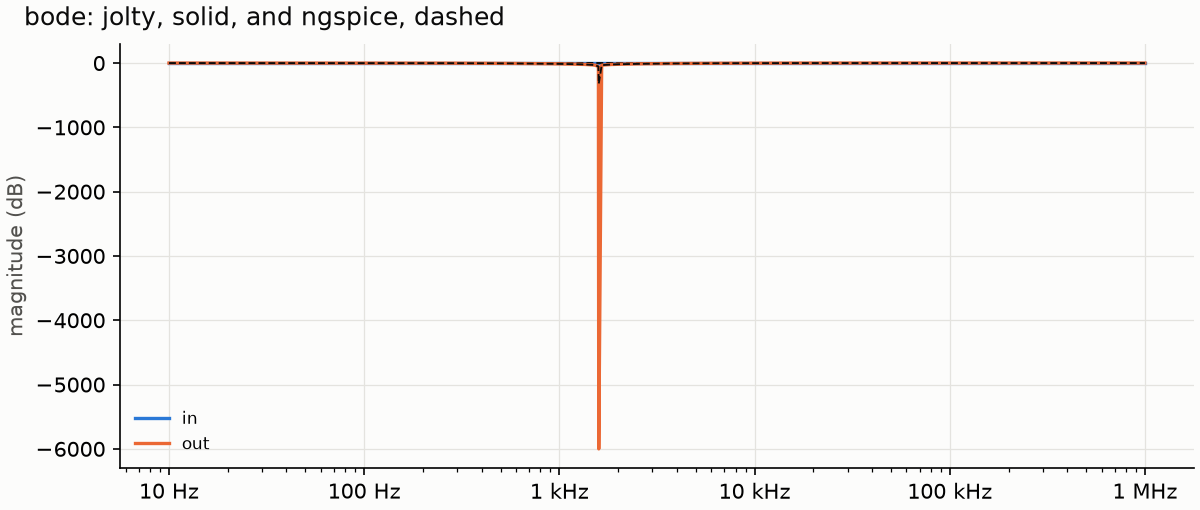 bode: jolty, solid, and ngspice, dashed
magnitude (dB)
0
−1000
−2000
−3000
−4000
−5000
−6000
in
out
10 Hz
100 Hz
1 kHz
10 kHz
100 kHz
1 MHz